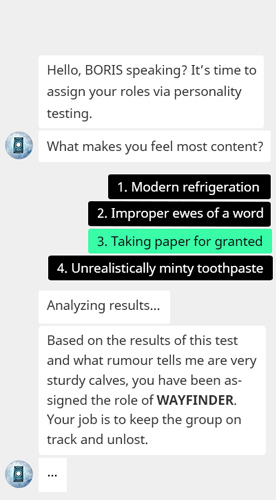 Hello, BORIS speaking? It's time to
assign your roles via personality
testing.
What makes you feel most content?
1. Modern refrigeration
2. Improper ewes of a word
3. Taking paper for granted
4. Unrealistically minty toothpaste
Analyzing results...
Based on the results of this test
and what rumour tells me are very
sturdy calves, you have been as-
signed the role of WAYFINDER.
Your job is to keep the group on
track and unlost.
...